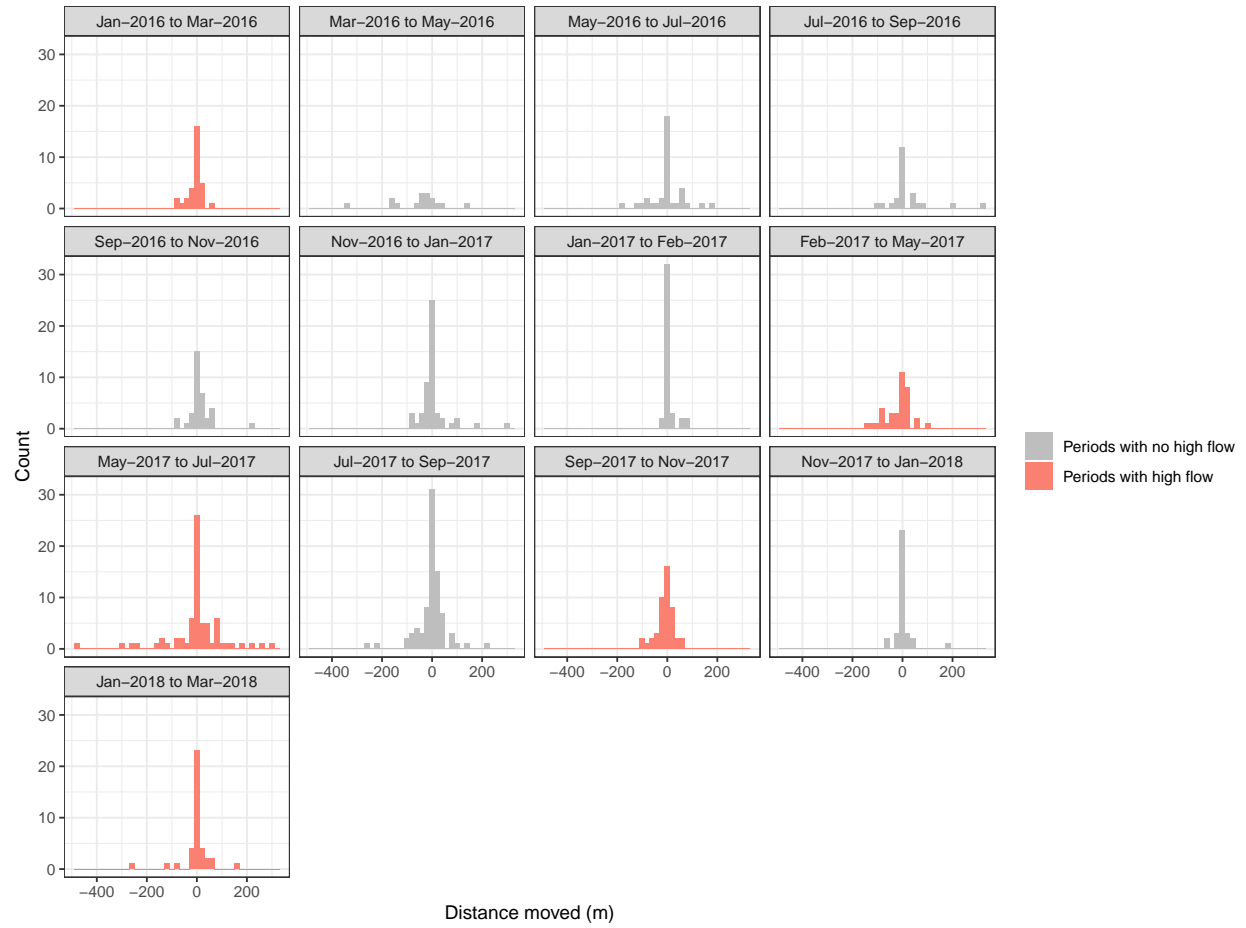 Jan−2016 to Mar−2016
Mar−2016 to May−2016
May−2016 to Jul−2016
Jul−2016 to Sep−2016
30
20
10
0
Sep−2016 to Nov−2016
Nov−2016 to Jan−2017
Jan−2017 to Feb−2017
Feb−2017 to May−2017
30
20
10
0
Count
Periods with no high flow
Periods with high flow
May−2017 to Jul−2017
Jul−2017 to Sep−2017
Sep−2017 to Nov−2017
Nov−2017 to Jan−2018
30
20
10
0
−400 −200 0 200
−400 −200 0 200
−400 −200 0 200
Jan−2018 to Mar−2018
30
20
10
0
−400 −200 0 200
Distance moved (m)